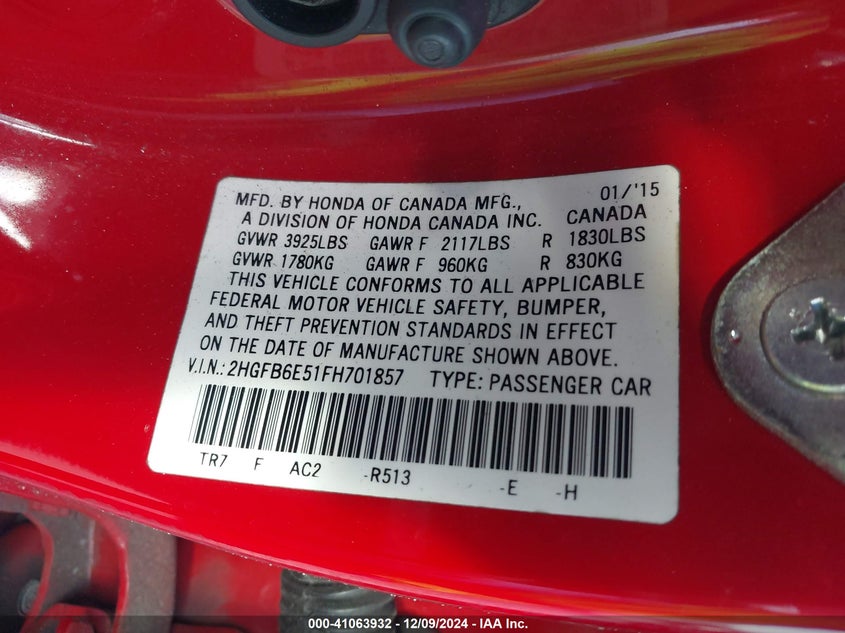 MFD. BY HONDA OF CANADA MFG., 01/'15
A DIVISION OF HONDA CANADA INC. CANADA
GVWR 3925LBS GAWR F 2117LBS R 1830LBS
GVWR 1780KG GAWR F 960KG R 830KG
THIS VEHICLE CONFORMS TO ALL APPLICABLE
FEDERAL MOTOR VEHICLE SAFETY, BUMPER,
AND THEFT PREVENTION STANDARDS IN EFFECT
ON THE DATE OF MANUFACTURE SHOWN ABOVE.
V.I.N.: 2HGFB6E51FH701857 TYPE: PASSENGER CAR
TR7 F AC2 -R513 -E -H
000-41063932 - 12/09/2024 - IAA Inc.